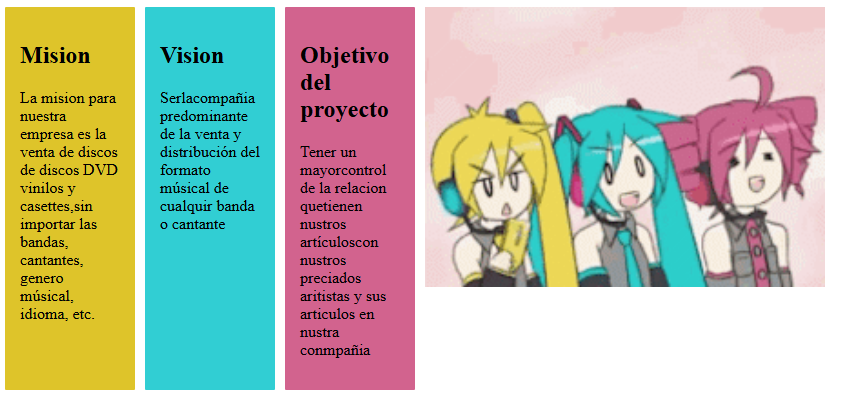 Mision
La mision para
nuestra
empresa es la
venta de discos
de discos DVD
vinilos y
casettes,sin
importar las
bandas,
cantantes,
genero
músical,
idioma, etc.
Vision
Serlacompañia
predominante
de la venta y
distribución del
formato
músical de
cualquir banda
o cantante
Objetivo
del
proyecto
Tener un
mayorcontrol
de la relacion
quetienen
nustros
artículoscon
nustros
preciados
aritistas y sus
articulos en
nustra
conmpañia